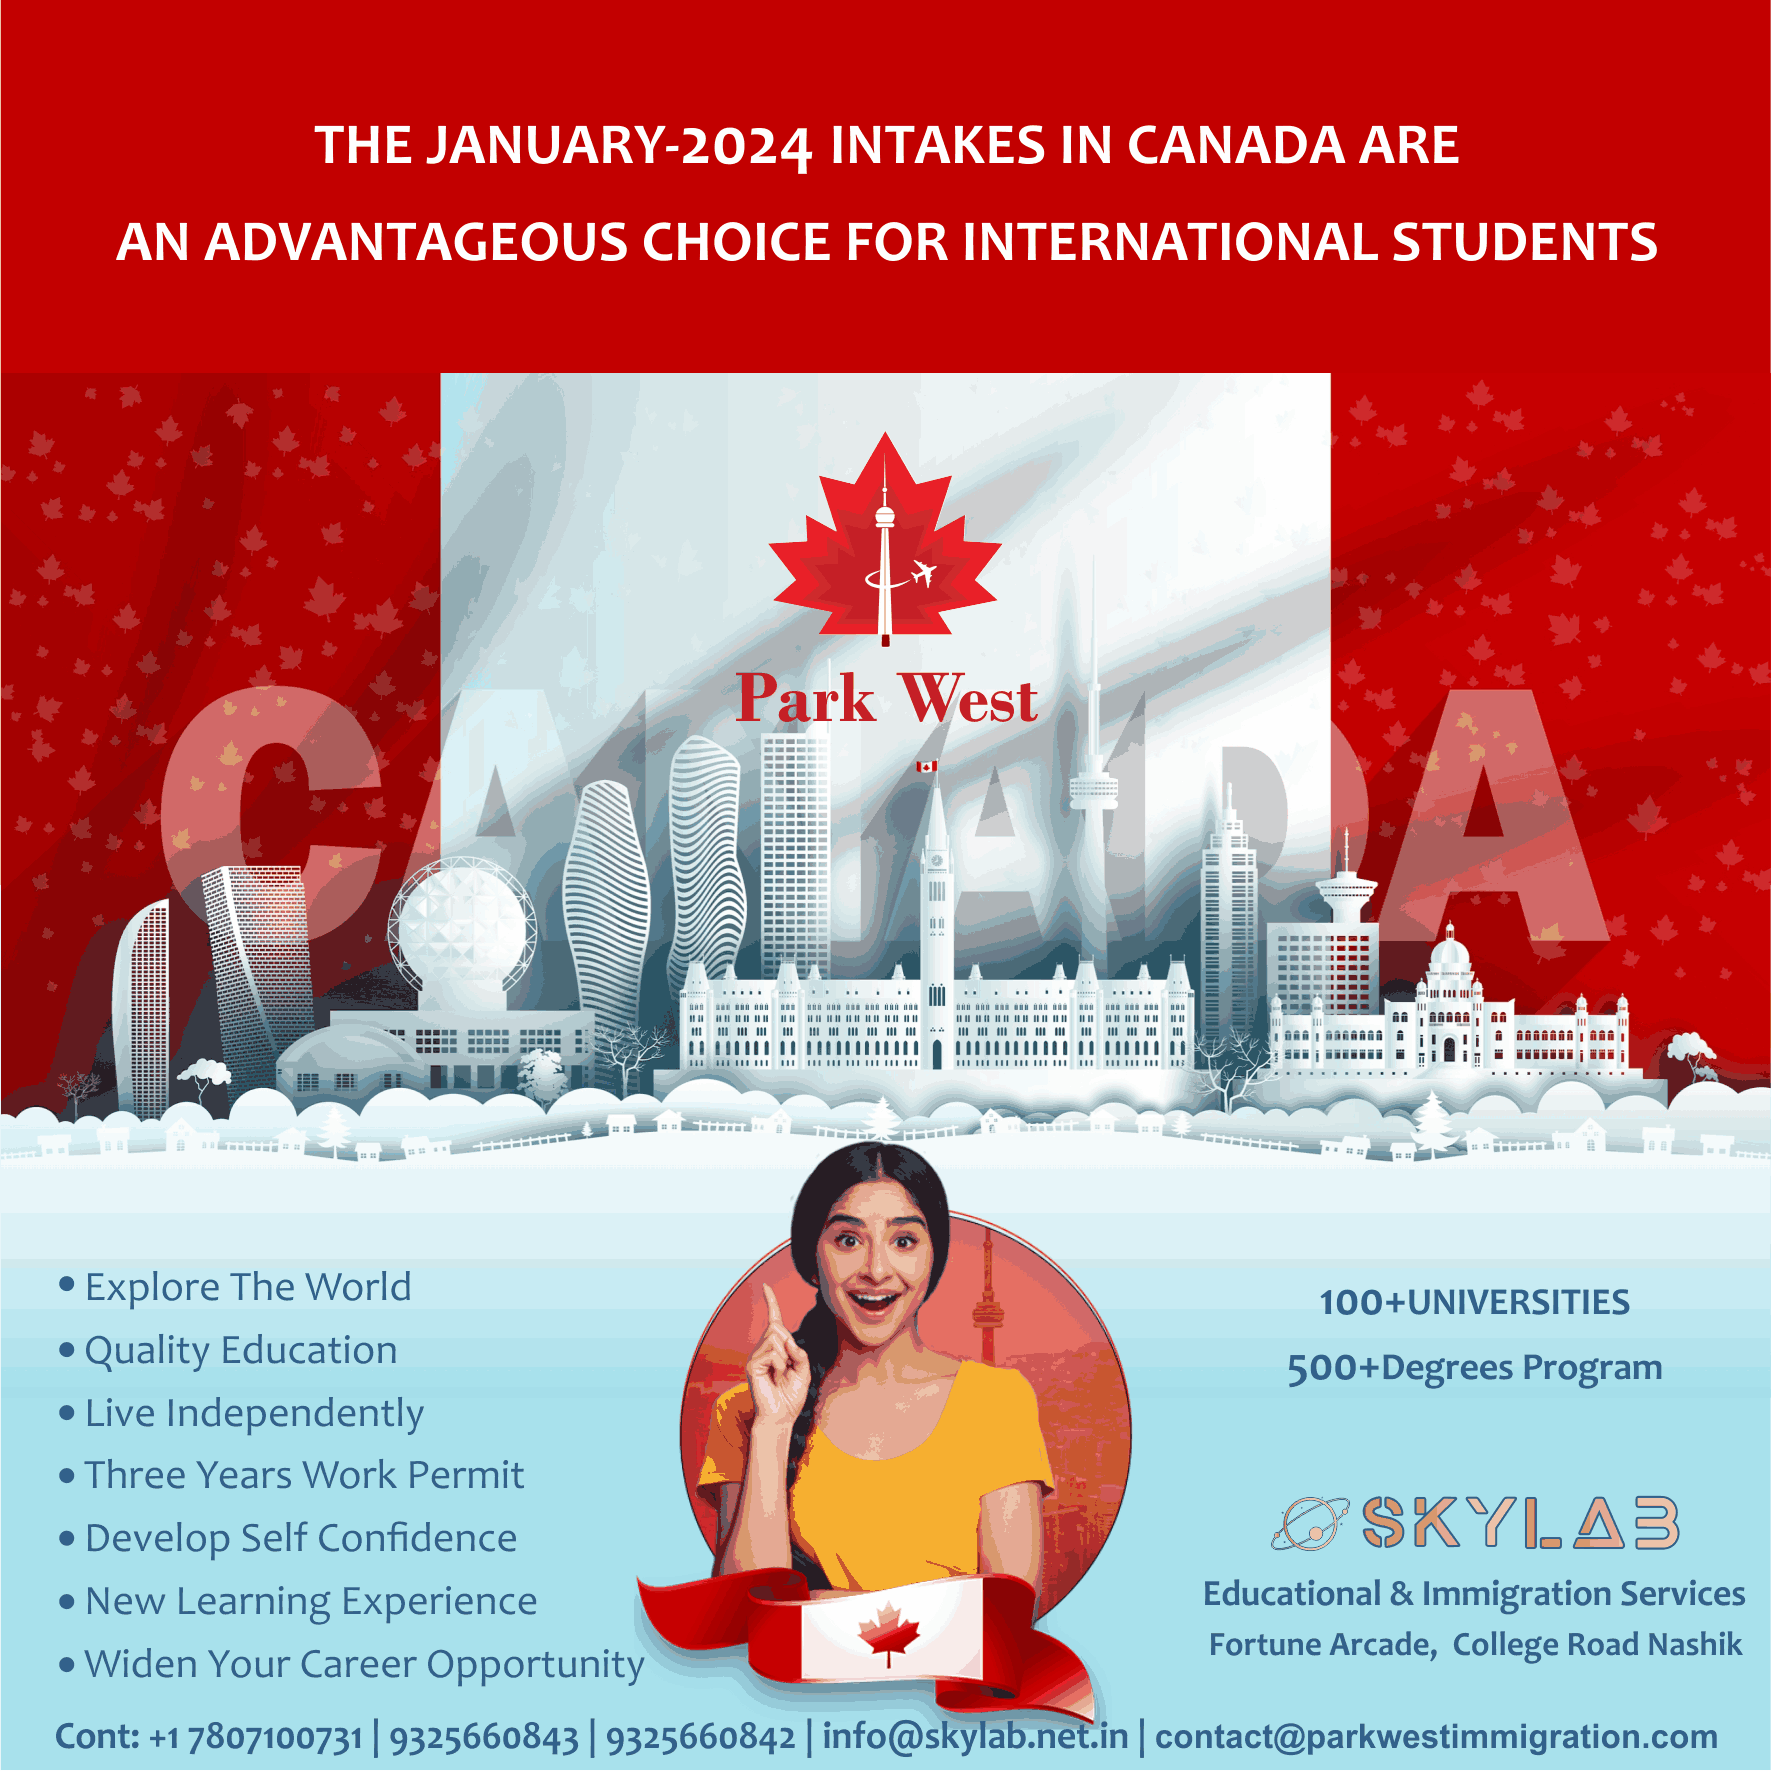 THE JANUARY-2024 INTAKES IN CANADA ARE
AN ADVANTAGEOUS CHOICE FOR INTERNATIONAL STUDENTS
Park West
CANADA
• Explore The World
• Quality Education
• Live Independently
• Three Years Work Permit
• Develop Self Confidence
• New Learning Experience
• Widen Your Career Opportunity
100+UNIVERSITIES
500+Degrees Program
SKYLAB
Educational & Immigration Services
Fortune Arcade, College Road Nashik
Cont: +1 7807100731 | 9325660843 | 9325660842 | info@skylab.net.in | contact@parkwestimmigration.com